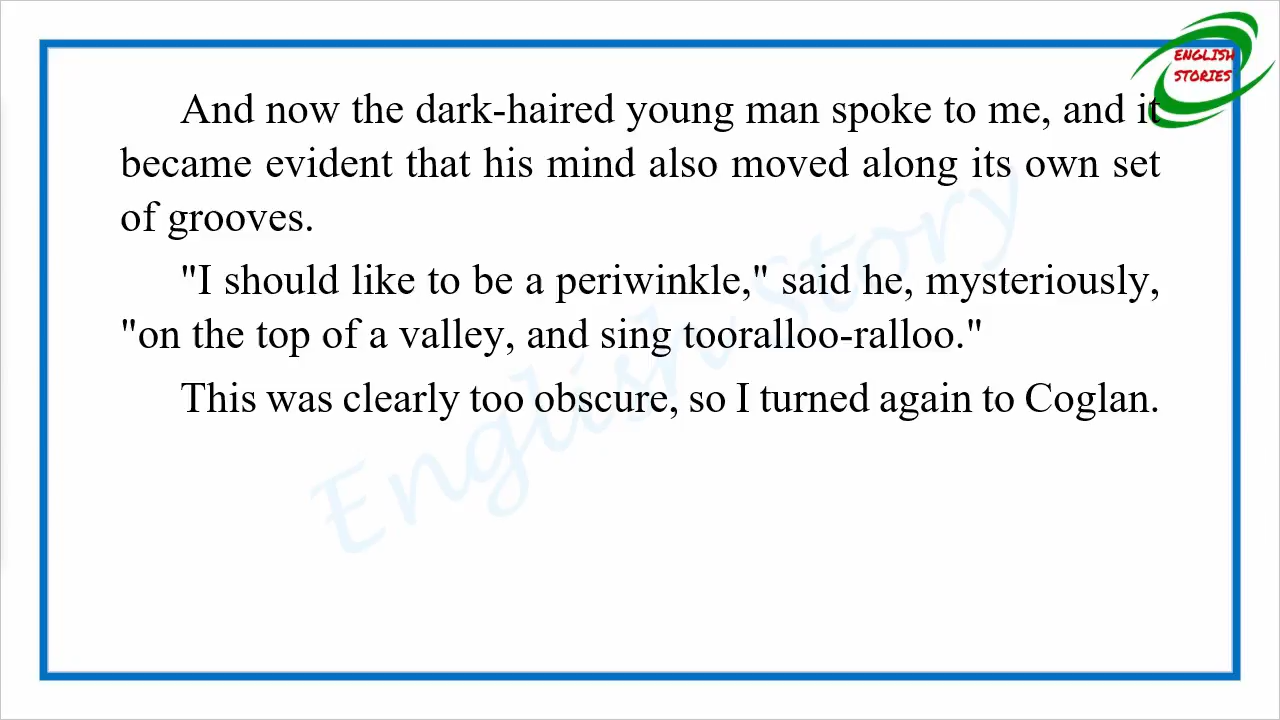 ENGLISH
STORIES
And now the dark-haired young man spoke to me, and it
became evident that his mind also moved along its own set
of grooves.
"I should like to be a periwinkle," said he, mysteriously,
"on the top of a valley, and sing tooralloo-ralloo."
This was clearly too obscure, so I turned again to Coglan.
English Story